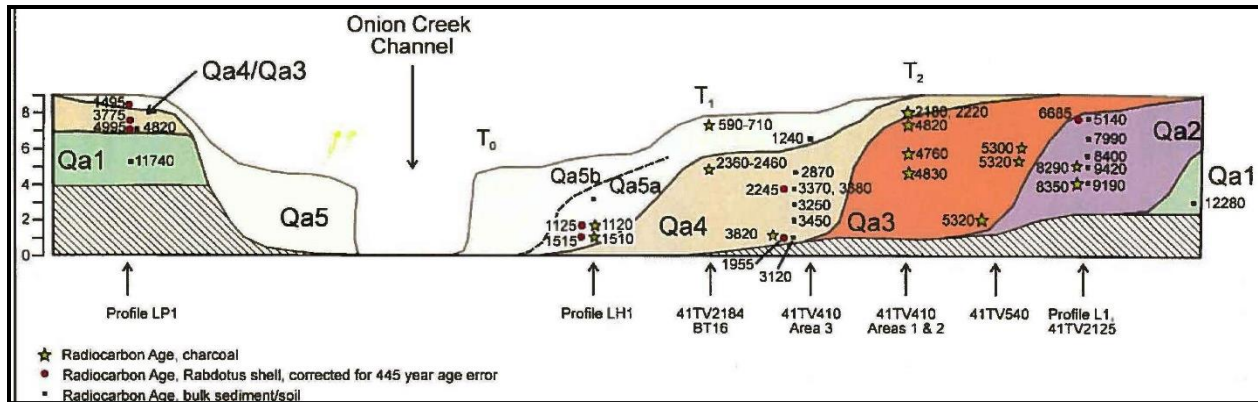 Onion Creek
Channel
Qa4/Qa3
T2
T1
T0
8
6
4
2
0
1495
3775
4995 4820
Qa1
11740
Qa5
Qa5b
Qa5a
1125 1120
1515 1510
590-710
1240
2360-2460
2870
2245 3370, 3380
3250
3450
3820
1955
3120
Qa4
Qa3
2180, 2220
4820
4760
4830
5300
5320
5320
6685 5140
7990
8400
8290 9420
8350 9190
Qa2
Qa1
12280
Profile LP1
Profile LH1
41TV2184
BT16
41TV410
Area 3
41TV410
Areas 1 & 2
41TV540
Profile L1,
41TV2125
Radiocarbon Age, charcoal
Radiocarbon Age, Rabdotus shell, corrected for 445 year age error
Radiocarbon Age, bulk sediment/soil